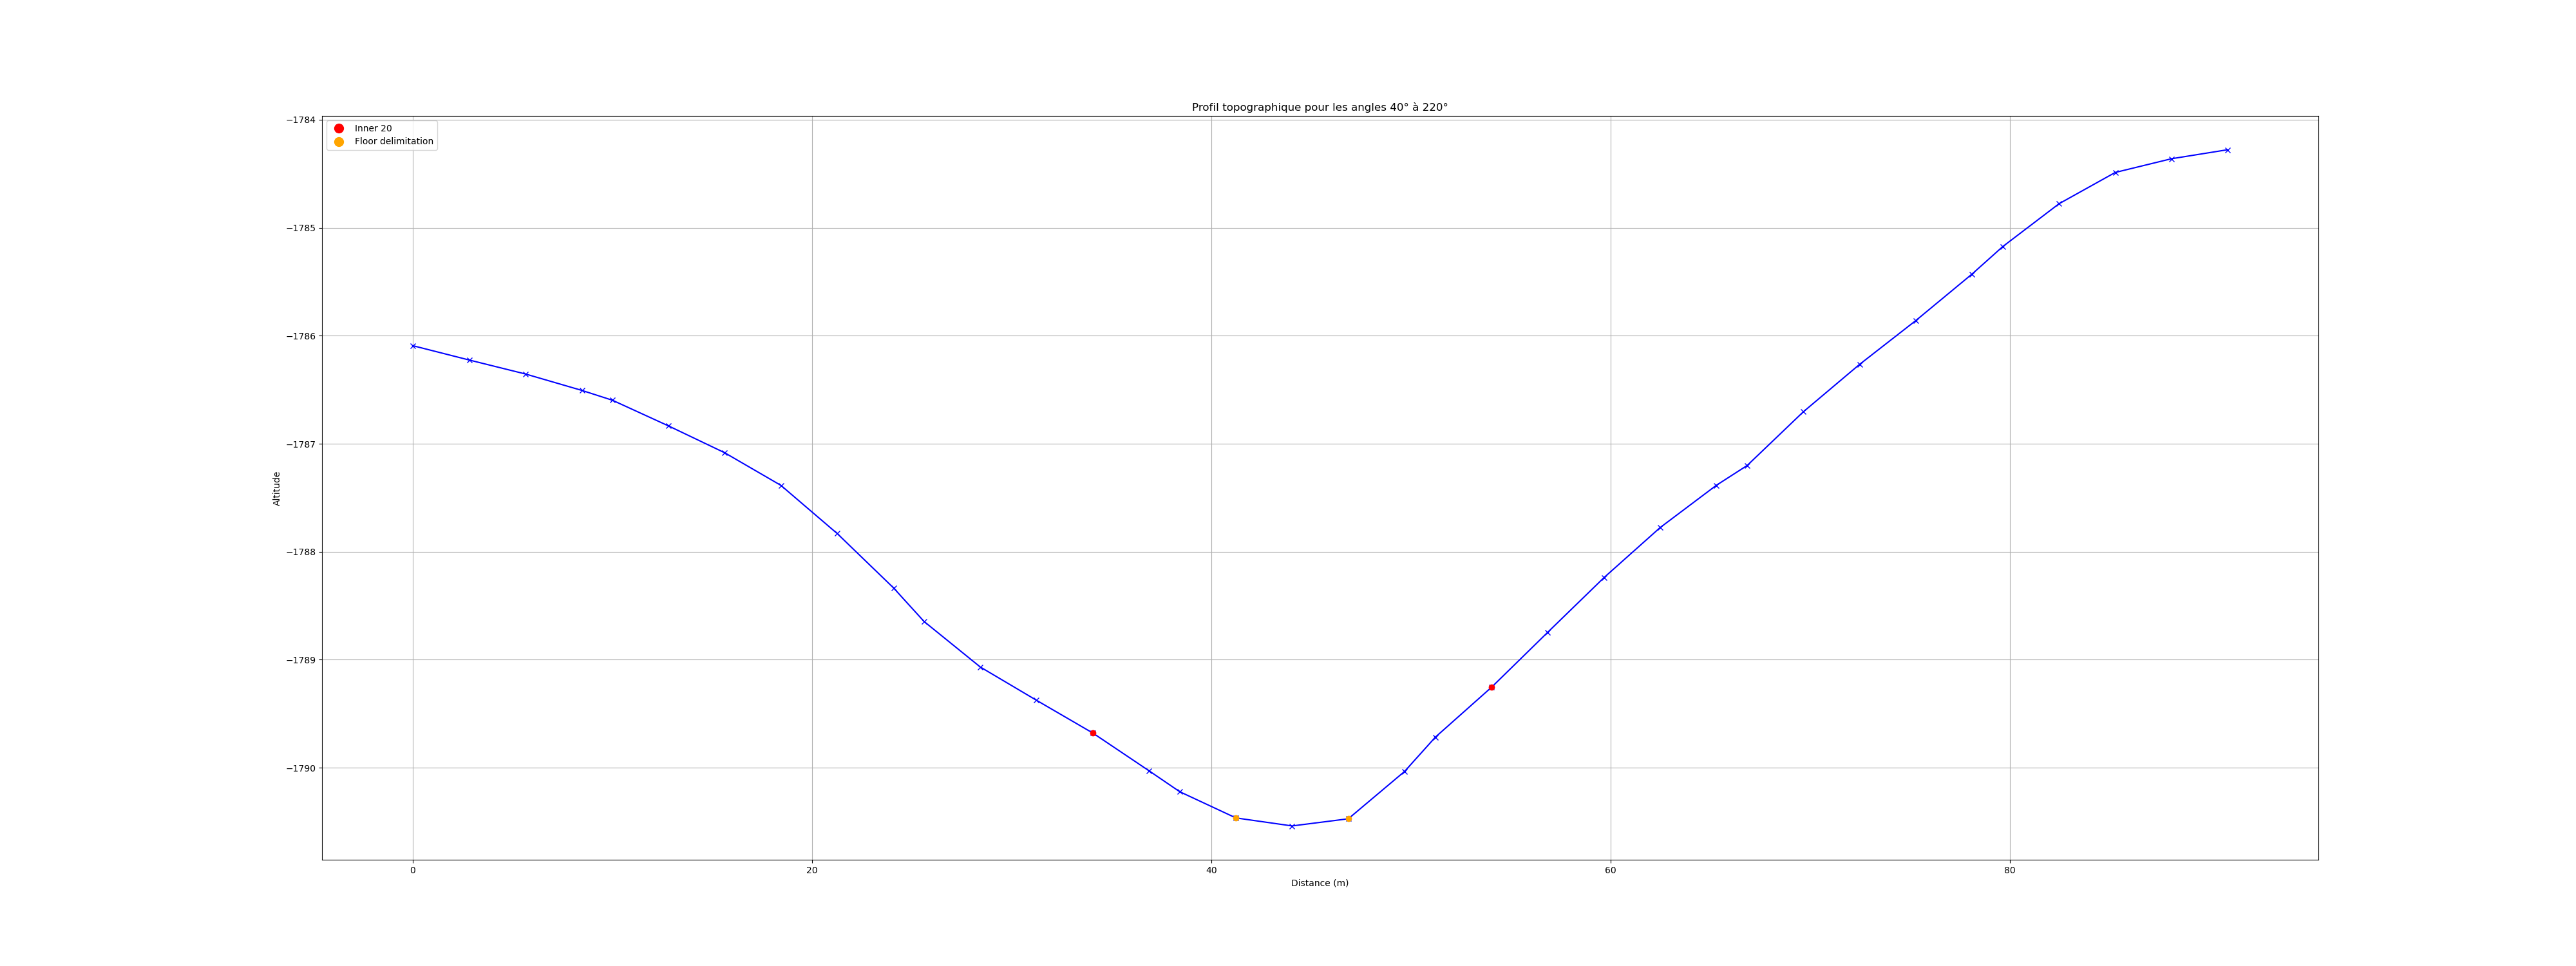 Profil topographique pour les angles 40° à 220°
Inner 20
Floor delimitation
−1784
−1785
−1786
−1787
−1788
−1789
−1790
Altitude
0 20 40 60 80
Distance (m)